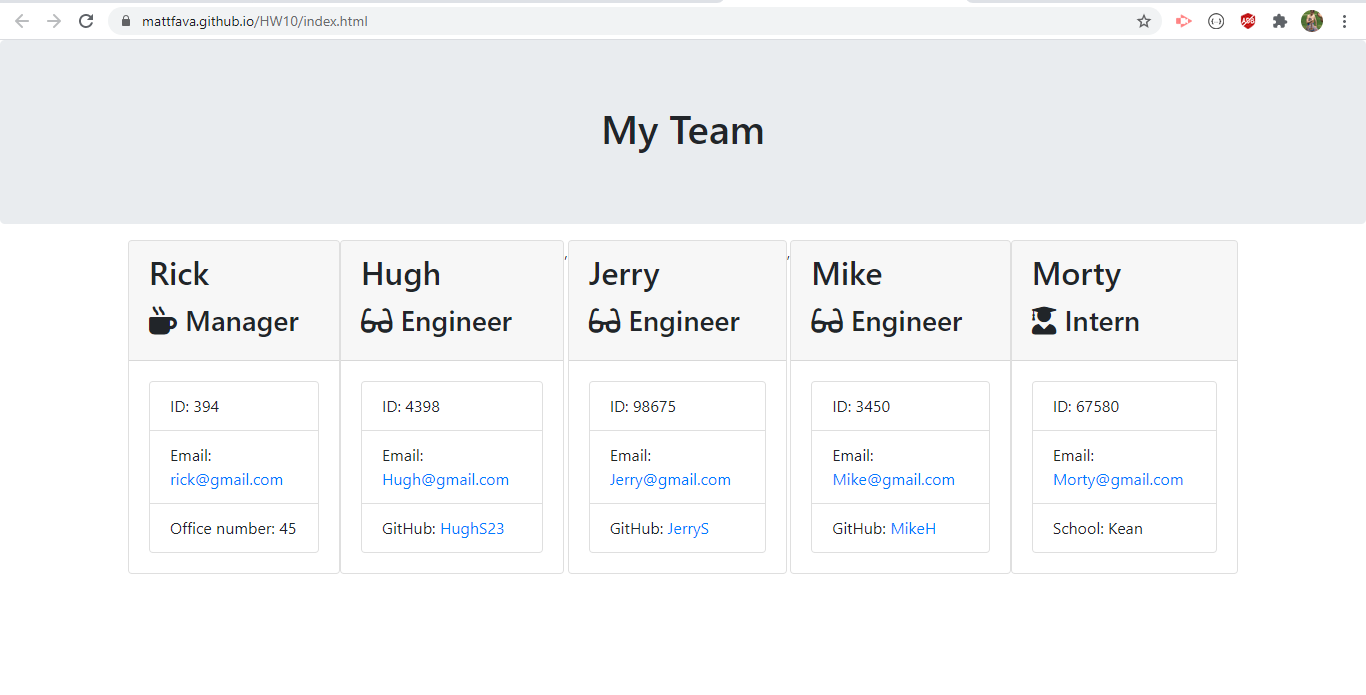 mattfava.github.io/HW10/index.html
My Team
Rick
Manager
ID: 394
Email:
rick@gmail.com
Office number: 45
,
Hugh
Engineer
ID: 4398
Email:
Hugh@gmail.com
GitHub: HughS23
,
Jerry
Engineer
ID: 98675
Email:
Jerry@gmail.com
GitHub: JerryS
Mike
Engineer
ID: 3450
Email:
Mike@gmail.com
GitHub: MikeH
Morty
Intern
ID: 67580
Email:
Morty@gmail.com
School: Kean